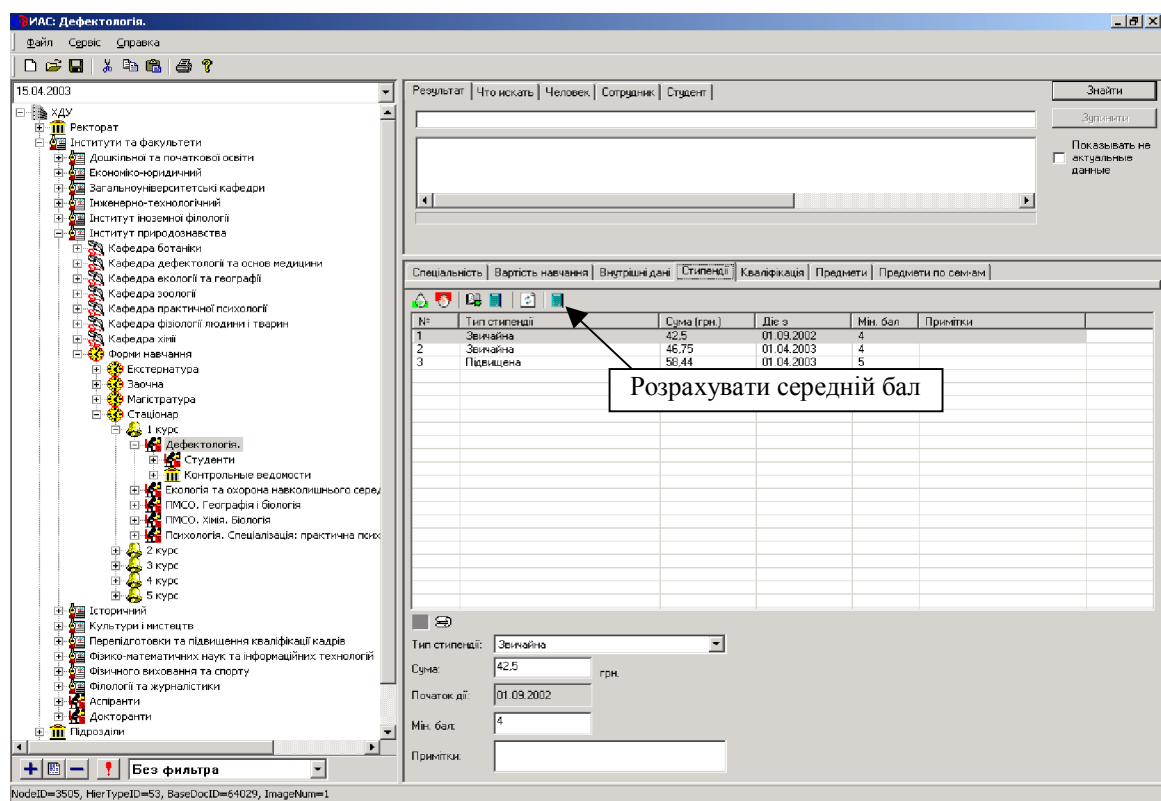 ИАС: Дефектологія.
Файл Сервіс Справка
15.04.2003
ХДУ
Ректорат
Інститути та факультети
Дошкільної та початкової освіти
Економіко-юридичний
Загальноуніверситетські кафедри
Інженерно-технологічний
Інститут іноземної філології
Інститут природознавства
Кафедра ботаніки
Кафедра дефектології та основ медицини
Кафедра екології та географії
Кафедра зоології
Кафедра практичної психології
Кафедра фізіології людини і тварин
Кафедра хімії
Форми навчання
Екстернатура
Заочна
Магістратура
Стаціонар
1 курс
Дефектологія.
Студенти
Контрольные ведомости
Екологія та охорона навколишнього серед
ПМСО. Географія і біологія
ПМСО. Хімія. Біологія
Психологія. Спеціалізація: практична псих
2 курс
3 курс
4 курс
5 курс
Історичний
Культури і мистецтв
Перепідготовки та підвищення кваліфікації кадрів
Фізико-математичних наук та інформаційних технологій
Фізичного виховання та спорту
Філології та журналістики
Аспіранти
Докторанти
Підрозділи
Без фильтра
Результат Что искать Человек Сотрудник Студент
Знайти
Зупинити
Показывать не
актуальные
данные
Спеціальність Вартість навчання Внутрішні дані Стипендії Кваліфікація Предмети Предмети по сем-ам
№ Тип стипендії Сума (грн.) Діє з Мін. бал Примітки
1 Звичайна 42,5 01.09.2002 4
2 Звичайна 46,75 01.04.2003 4
3 Підвищена 58,44 01.04.2003 5
Розрахувати середній бал
Тип стипендії: Звичайна
Сума: 42.5 грн.
Початок дії: 01.09.2002
Мін. бал: 4
Примітки:
NodeID=3505, HierTypeID=53, BaseDocID=64029, ImageNum=1